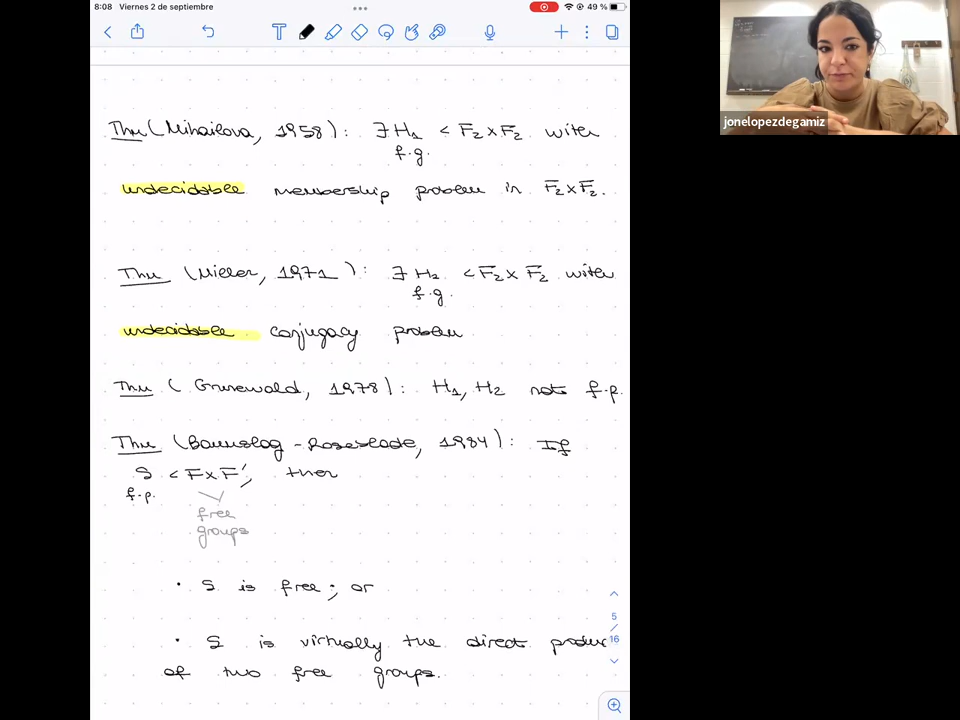 8:08 Viernes 2 de septiembre
49 %
jonelopezdegamiz
Thm (Mihailova, 1958): ∃ H₁ < F₂ x F₂ with
f.g.
undecidable membership problem in F₂ x F₂.
Thm (Miller, 1971): ∃ H₂ < F₂ x F₂ with
f.g.
undecidable conjugacy problem
Thm (Grunewald, 1978): H₁, H₂ not f.p.
Thm (Baumslag - Roseblade, 1984): If
S < F x F', then
f.p.
free
groups
• S is free; or
• S is virtually the direct produc
of two free groups.
5
/
16